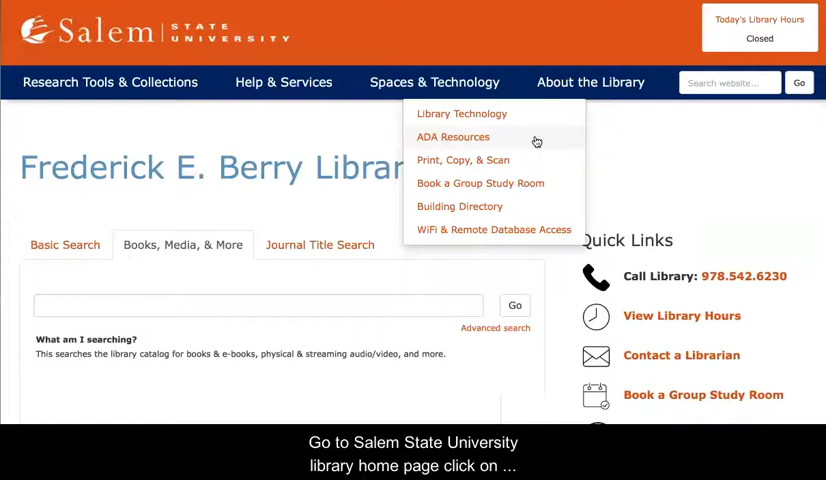 Salem STATE UNIVERSITY
Today's Library Hours
Closed
Research Tools & Collections Help & Services Spaces & Technology About the Library Search website... Go
Library Technology
ADA Resources
Print, Copy, & Scan
Book a Group Study Room
Building Directory
WiFi & Remote Database Access
Frederick E. Berry Librar
Basic Search Books, Media, & More Journal Title Search
Go
Advanced search
What am I searching?
This searches the library catalog for books & e-books, physical & streaming audio/video, and more.
Quick Links
Call Library: 978.542.6230
View Library Hours
Contact a Librarian
Book a Group Study Room
Go to Salem State University
library home page click on ...